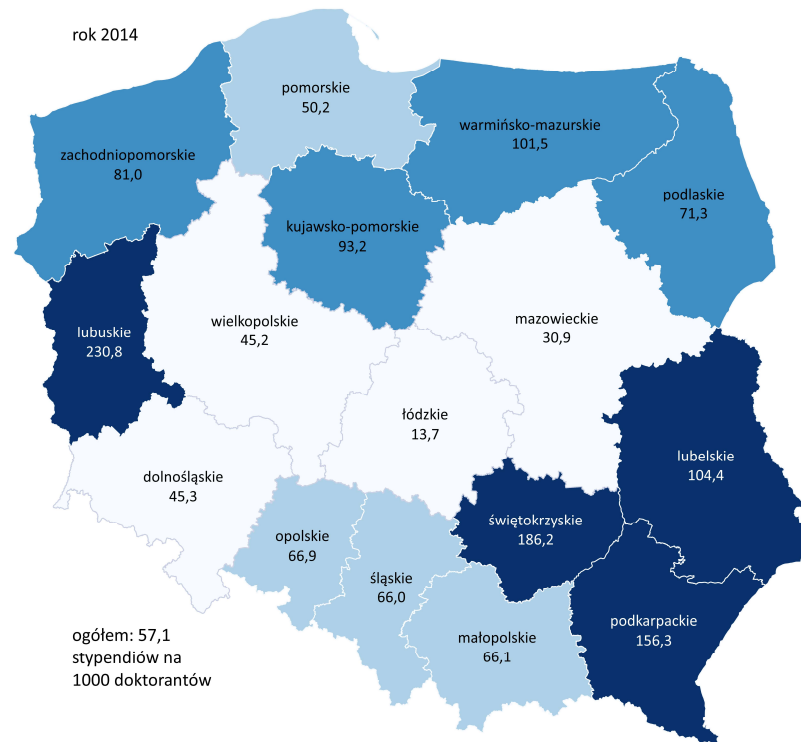 rok 2014
pomorskie
50,2
warmińsko-mazurskie
101,5
zachodniopomorskie
81,0
podlaskie
71,3
kujawsko-pomorskie
93,2
wielkopolskie
45,2
mazowieckie
30,9
lubuskie
230,8
łódzkie
13,7
lubelskie
104,4
dolnośląskie
45,3
świętokrzyskie
186,2
opolskie
66,9
śląskie
66,0
podkarpackie
156,3
małopolskie
66,1
ogółem: 57,1
stypendiów na
1000 doktorantów